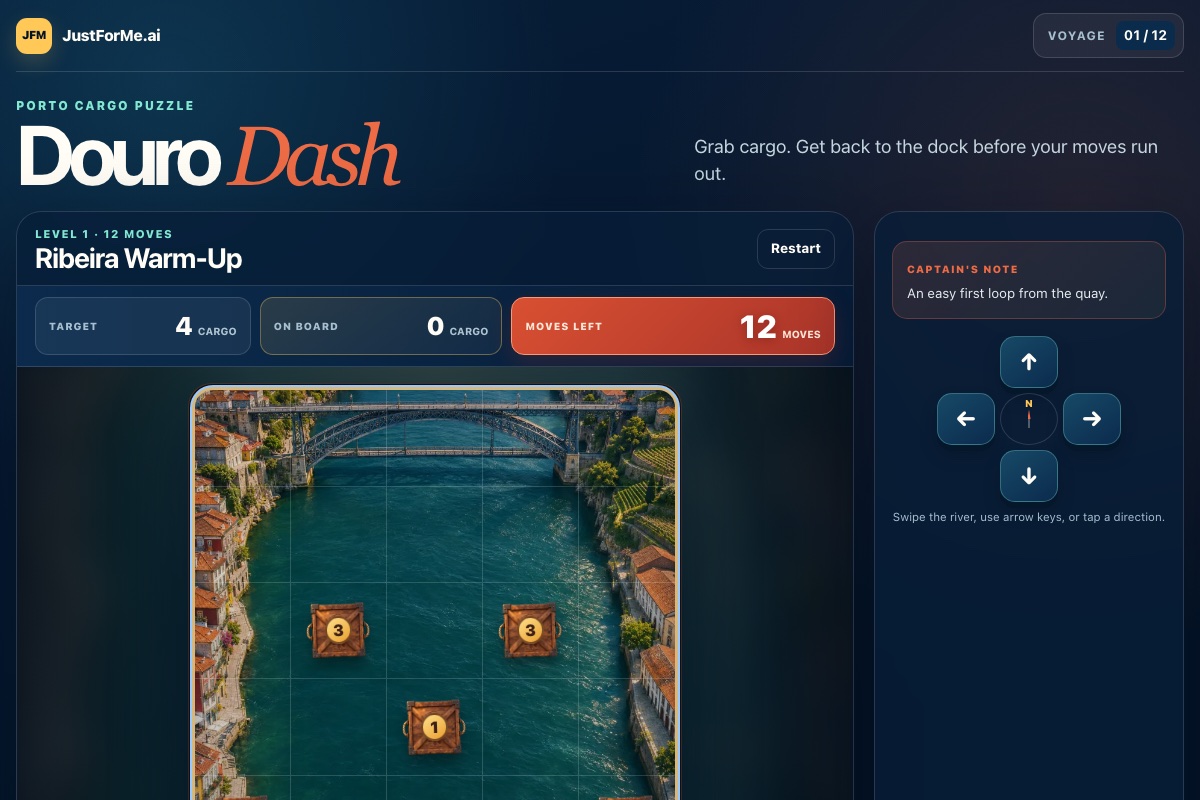 JFM
JustForMe.ai
VOYAGE 01 / 12
PORTO CARGO PUZZLE
Douro Dash
Grab cargo. Get back to the dock before your moves run
out.
LEVEL 1 · 12 MOVES
Ribeira Warm-Up
Restart
TARGET 4 CARGO
ON BOARD 0 CARGO
MOVES LEFT 12 MOVES
CAPTAIN'S NOTE
An easy first loop from the quay.
N
Swipe the river, use arrow keys, or tap a direction.
3
3
1